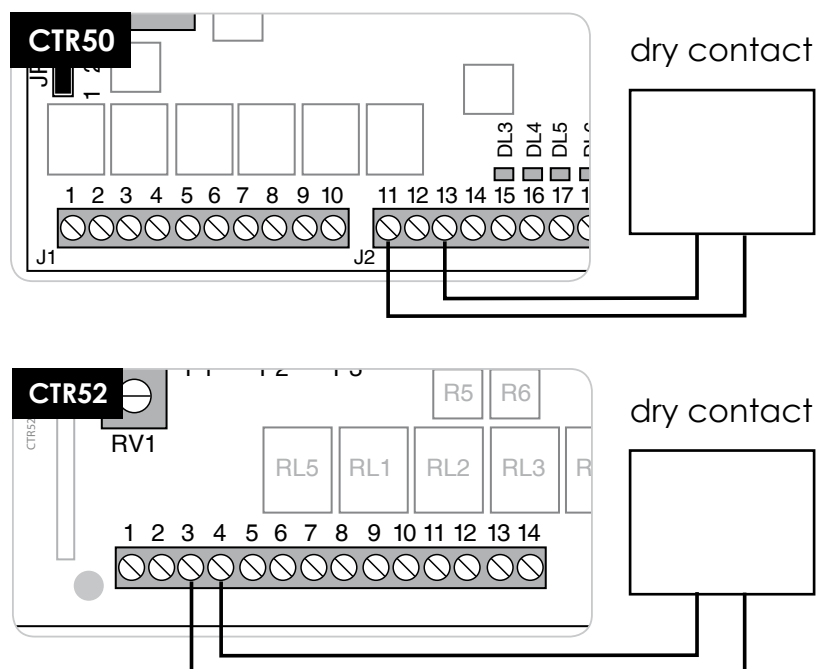 CTR50
dry contact
1 2
DL3 DL4 DL5
1 2 3 4 5 6 7 8 9 10 11 12 13 14 15 16 17
J1 J2
CTR52
dry contact
R5 R6
CTR52
RV1
RL5 RL1 RL2 RL3
1 2 3 4 5 6 7 8 9 10 11 12 13 14